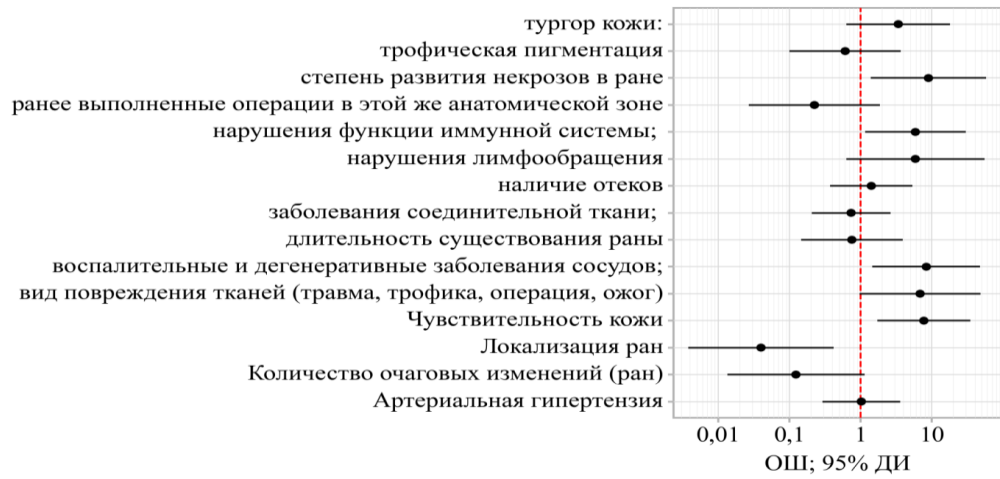 тургор кожи:
трофическая пигментация
степень развития некрозов в ране
ранее выполненные операции в этой же анатомической зоне
нарушения функции иммунной системы;
нарушения лимфообращения
наличие отеков
заболевания соединительной ткани;
длительность существования раны
воспалительные и дегенеративные заболевания сосудов;
вид повреждения тканей (травма, трофика, операция, ожог)
Чувствительность кожи
Локализация ран
Количество очаговых изменений (ран)
Артериальная гипертензия
0,01 0,1 1 10
ОШ; 95% ДИ